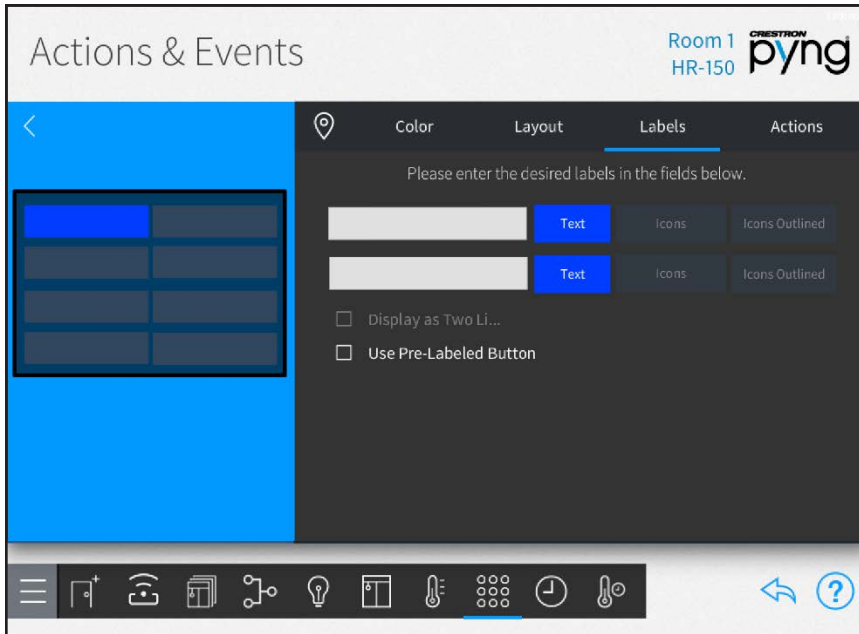 Actions & Events
Room 1
HR-150
CRESTRON
pyng
Color Layout Labels Actions
Please enter the desired labels in the fields below.
Text Icons Icons Outlined
Text Icons Icons Outlined
Display as Two Li...
Use Pre-Labeled Button
?